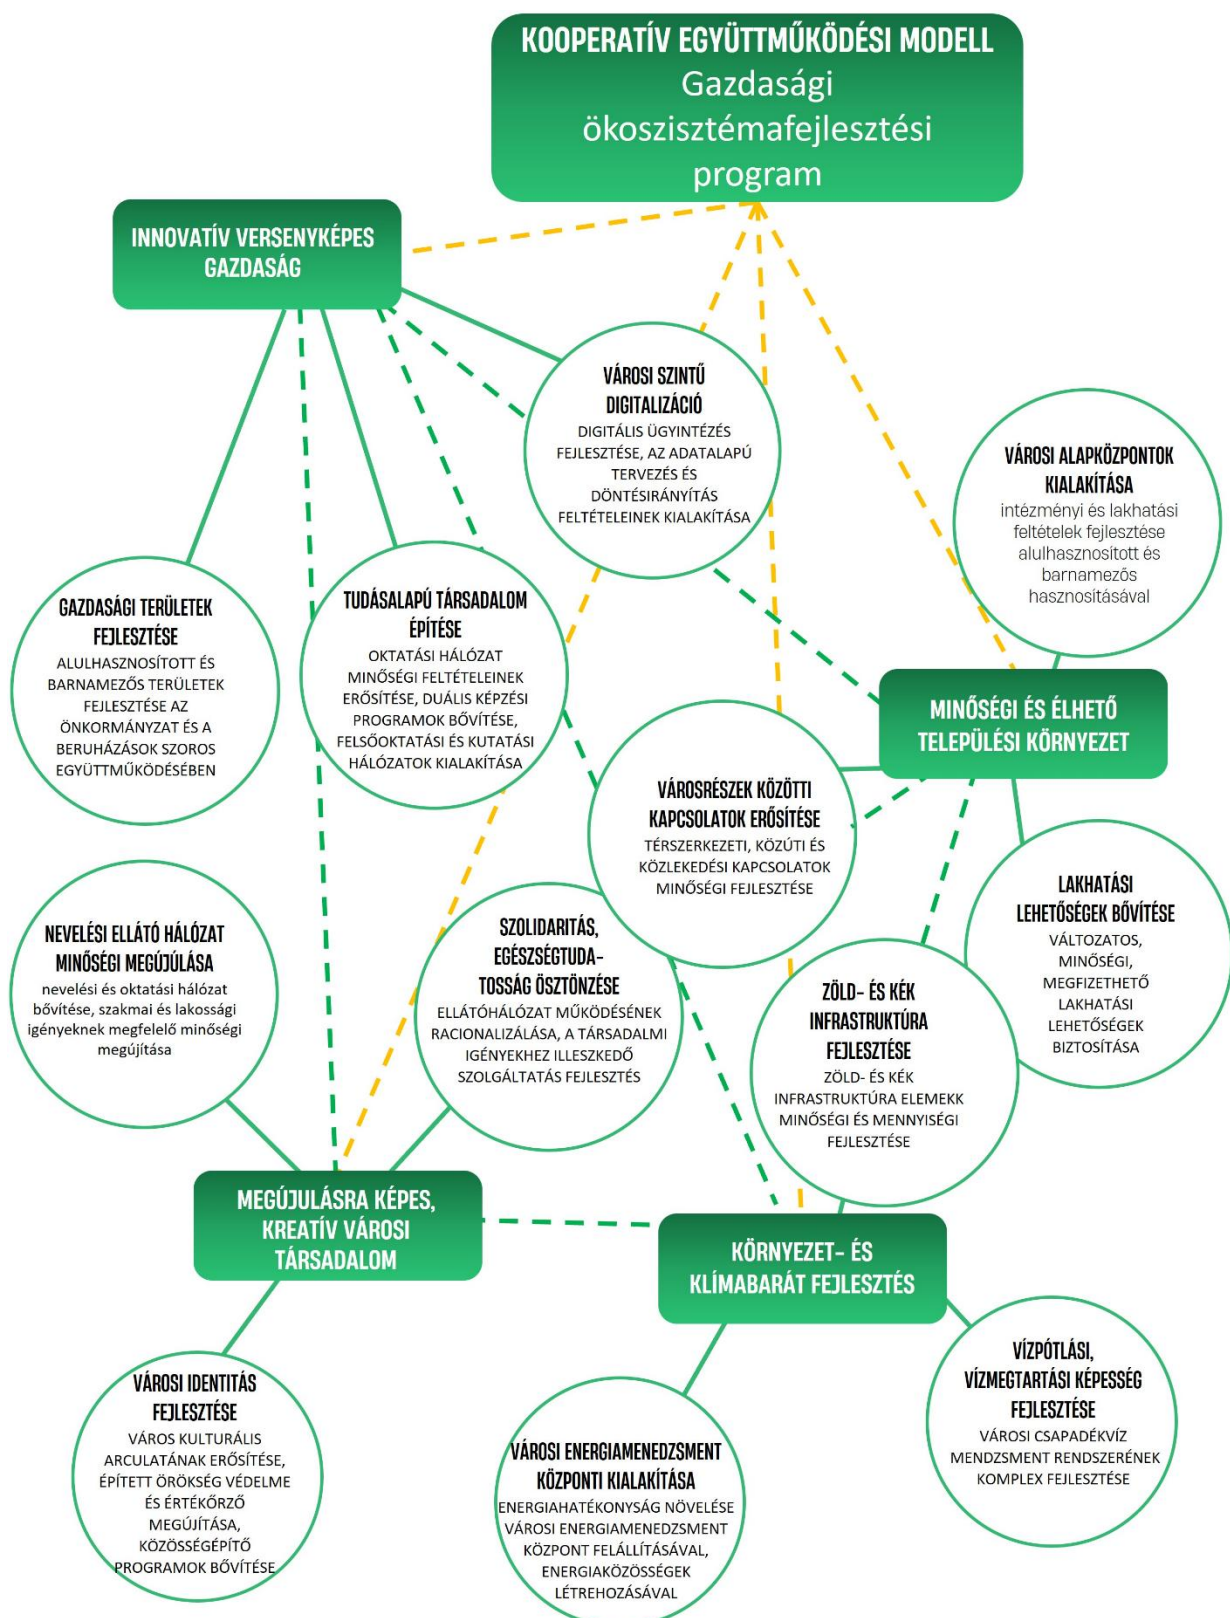 KOOPERATÍV EGYÜTTMŰKÖDÉSI MODELL
Gazdasági
ökoszisztémafejlesztési
program
INNOVATÍV VERSENYKÉPES
GAZDASÁG
VÁROSI SZINTŰ
DIGITALIZÁCIÓ
DIGITÁLIS ÜGYINTÉZÉS
FEJLESZTÉSE, AZ ADATALAPÚ
TERVEZÉS ÉS
DÖNTÉSIRÁNYÍTÁS
FELTÉTELEINEK KIALAKÍTÁSA
VÁROSI ALAPKÖZPONTOK
KIALAKÍTÁSA
intézményi és lakhatási
feltételek fejlesztése
alulhasznosított és
barnamezős
hasznosításával
GAZDASÁGI TERÜLETEK
FEJLESZTÉSE
ALULHASZNOSÍTOTT ÉS
BARNAMEZŐS TERÜLETEK
FEJLESZTÉSE AZ
ÖNKORMÁNYZAT ÉS A
BERUHÁZÁSOK SZOROS
EGYÜTTMŰKÖDÉSÉBEN
TUDÁSALAPÚ TÁRSADALOM
ÉPÍTÉSE
OKTATÁSI HÁLÓZAT
MINŐSÉGI FELTÉTELEINEK
ERŐSÍTÉSE, DUÁLIS KÉPZÉSI
PROGRAMOK BŐVÍTÉSE,
FELSŐOKTATÁSI ÉS KUTATÁSI
HÁLÓZATOK KIALAKÍTÁSA
MINŐSÉGI ÉS ÉLHETŐ
TELEPÜLÉSI KÖRNYEZET
VÁROSRÉSZEK KÖZÖTTI
KAPCSOLATOK ERŐSÍTÉSE
TÉRSZERKEZETI, KÖZÚTI ÉS
KÖZLEKEDÉSI KAPCSOLATOK
MINŐSÉGI FEJLESZTÉSE
LAKHATÁSI
LEHETŐSÉGEK BŐVÍTÉSE
VÁLTOZATOS,
MINŐSÉGI,
MEGFIZETHETŐ
LAKHATÁSI
LEHETŐSÉGEK
BIZTOSÍTÁSA
NEVELÉSI ELLÁTÓ HÁLÓZAT
MINŐSÉGI MEGÚJULÁSA
nevelési és oktatási hálózat
bővítése, szakmai és lakossági
igényeknek megfelelő minőségi
megújítása
SZOLIDARITÁS,
EGÉSZSÉGTUDA-
TOSSÁG ÖSZTÖNZÉSE
ELLÁTÓHÁLÓZAT MŰKÖDÉSÉNEK
RACIONALIZÁLÁSA, A TÁRSADALMI
IGÉNYEKHEZ ILLESZKEDŐ
SZOLGÁLTATÁS FEJLESZTÉS
ZÖLD- ÉS KÉK
INFRASTRUKTÚRA
FEJLESZTÉSE
ZÖLD- ÉS KÉK
INFRASTRUKTÚRA ELEMEKK
MINŐSÉGI ÉS MENNYISÉGI
FEJLESZTÉSE
MEGÚJULÁSRA KÉPES,
KREATÍV VÁROSI
TÁRSADALOM
KÖRNYEZET- ÉS
KLÍMABARÁT FEJLESZTÉS
VÁROSI IDENTITÁS
FEJLESZTÉSE
VÁROS KULTURÁLIS
ARCULATÁNAK ERŐSÍTÉSE,
ÉPÍTETT ÖRÖKSÉG VÉDELME
ÉS ÉRTÉKŐRZŐ
MEGÚJÍTÁSA,
KÖZÖSSÉGÉPÍTŐ
PROGRAMOK BŐVÍTÉSE
VÁROSI ENERGIAMENEDZSMENT
KÖZPONTI KIALAKÍTÁSA
ENERGIAHATÉKONYSÁG NÖVELÉSE
VÁROSI ENERGIAMENEDZSMENT
KÖZPONT FELÁLLÍTÁSÁVAL,
ENERGIAKÖZÖSSÉGEK
LÉTREHOZÁSÁVAL
VÍZPÓTLÁSI,
VÍZMEGTARTÁSI KÉPESSÉG
FEJLESZTÉSE
VÁROSI CSAPADÉKVÍZ
MENDZSMENT RENDSZERÉNEK
KOMPLEX FEJLESZTÉSE